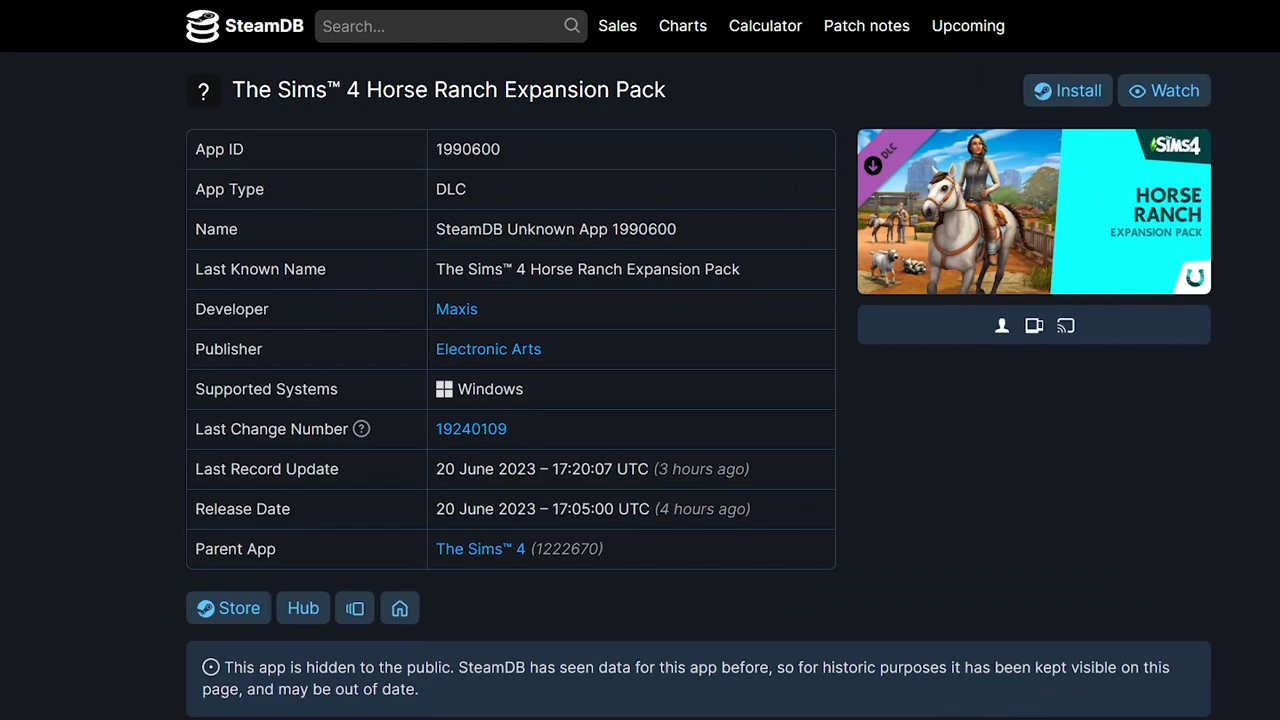 SteamDB Search... Sales Charts Calculator Patch notes Upcoming
? The Sims™ 4 Horse Ranch Expansion Pack Install Watch
App ID 1990600
App Type DLC
Name SteamDB Unknown App 1990600
Last Known Name The Sims™ 4 Horse Ranch Expansion Pack
Developer Maxis
Publisher Electronic Arts
Supported Systems Windows
Last Change Number ? 19240109
Last Record Update 20 June 2023 – 17:20:07 UTC (3 hours ago)
Release Date 20 June 2023 – 17:05:00 UTC (4 hours ago)
Parent App The Sims™ 4 (1222670)
DLC
The SIMS 4
HORSE
RANCH
EXPANSION PACK
Store Hub
This app is hidden to the public. SteamDB has seen data for this app before, so for historic purposes it has been kept visible on this
page, and may be out of date.